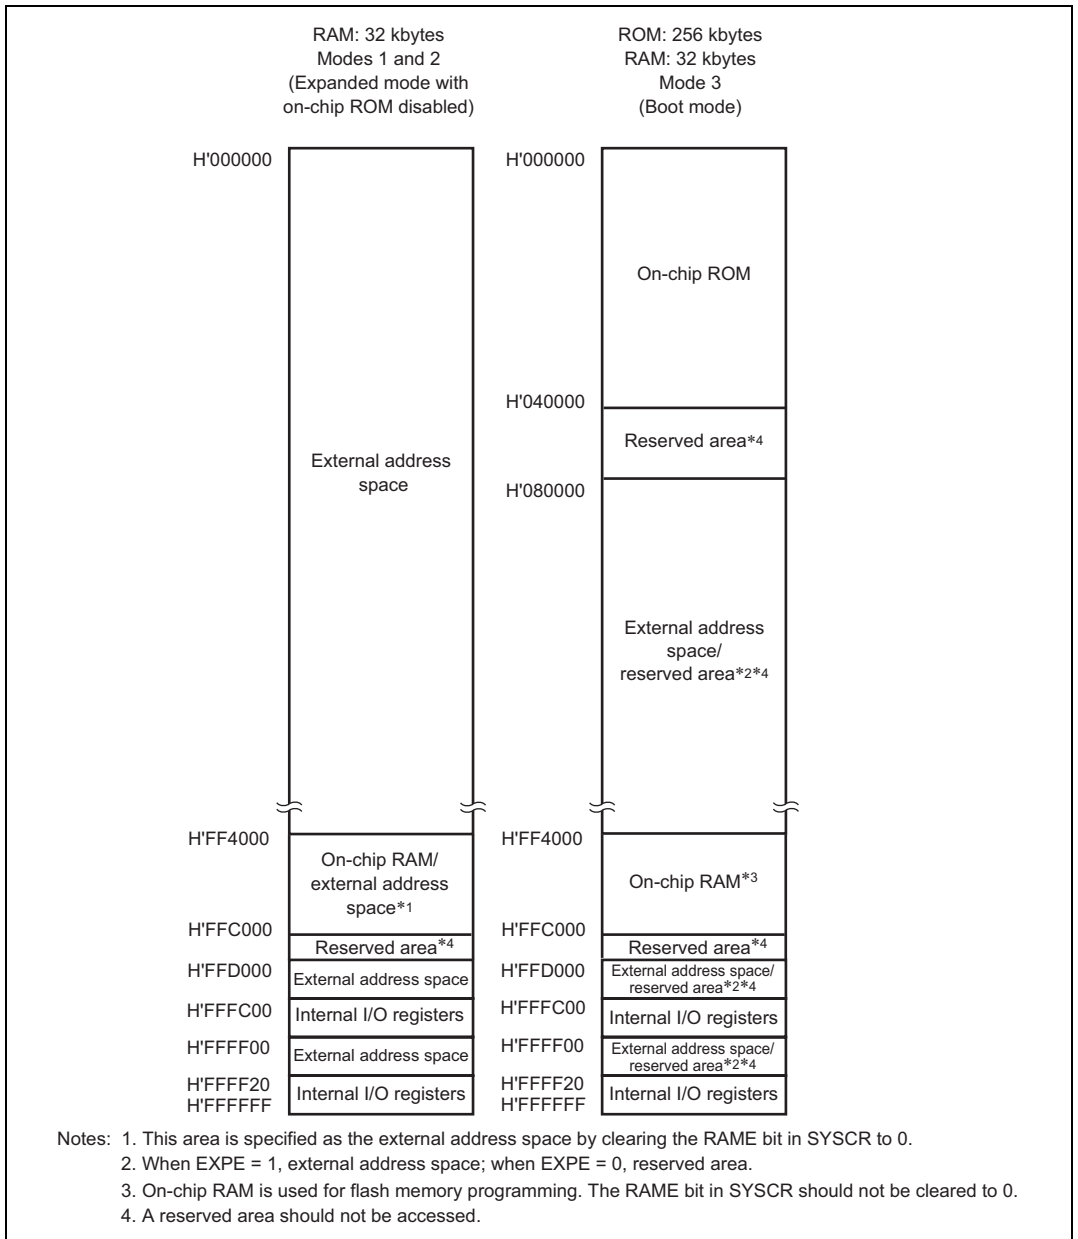 RAM: 32 kbytes
Modes 1 and 2
(Expanded mode with
on-chip ROM disabled)
H'000000
External address
space
H'FF4000
On-chip RAM/
external address
space*1
H'FFC000
Reserved area*4
H'FFD000
External address space
H'FFFC00
Internal I/O registers
H'FFFF00
External address space
H'FFFF20
Internal I/O registers
H'FFFFFF
ROM: 256 kbytes
RAM: 32 kbytes
Mode 3
(Boot mode)
H'000000
On-chip ROM
H'040000
Reserved area*4
H'080000
External address
space/
reserved area*2*4
H'FF4000
On-chip RAM*3
H'FFC000
Reserved area*4
H'FFD000
External address space/
reserved area*2*4
H'FFFC00
Internal I/O registers
H'FFFF00
External address space/
reserved area*2*4
H'FFFF20
Internal I/O registers
H'FFFFFF
Notes: 1. This area is specified as the external address space by clearing the RAME bit in SYSCR to 0.
2. When EXPE = 1, external address space; when EXPE = 0, reserved area.
3. On-chip RAM is used for flash memory programming. The RAME bit in SYSCR should not be cleared to 0.
4. A reserved area should not be accessed.